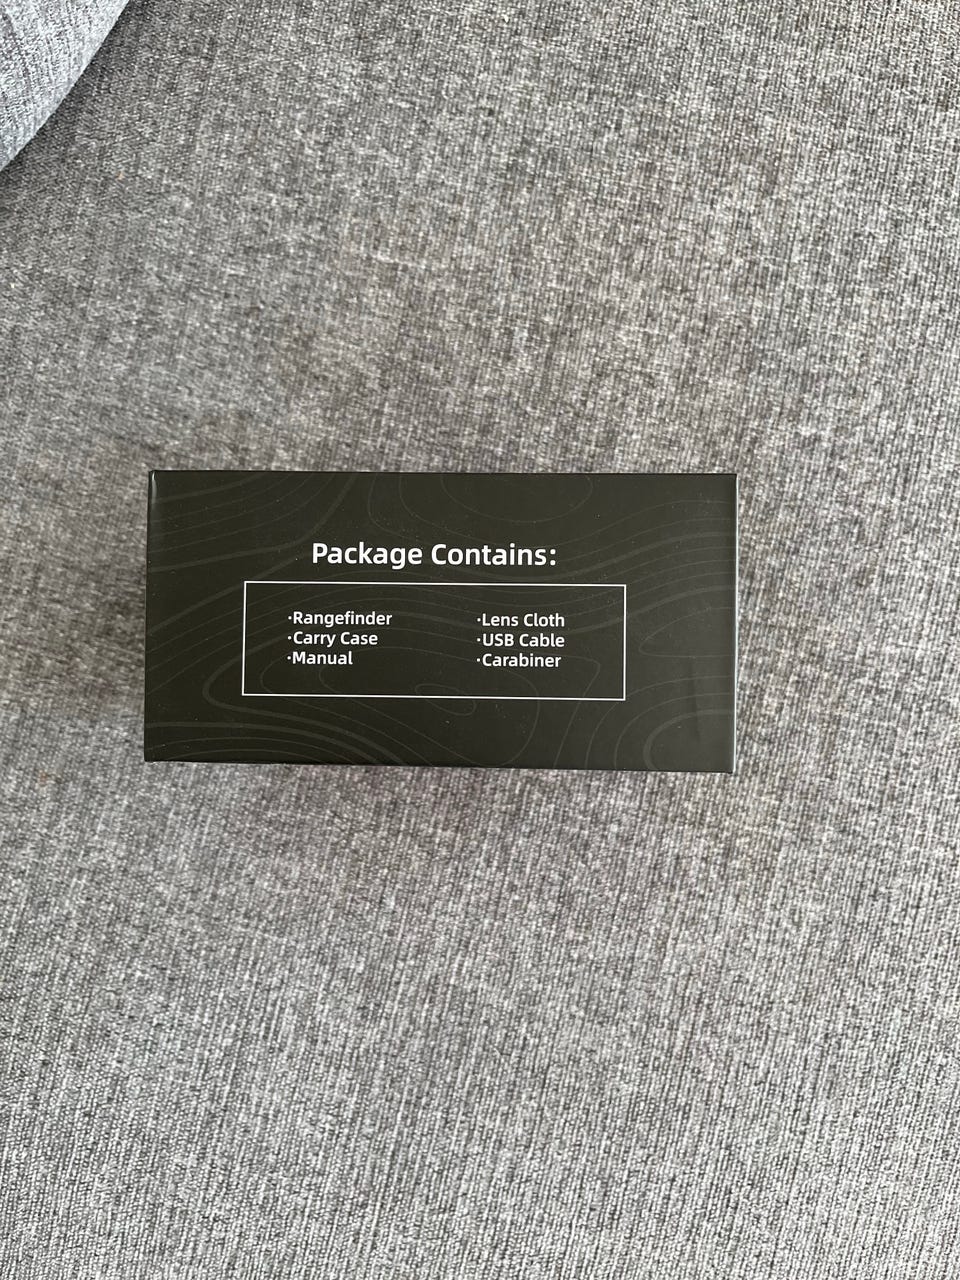 Package Contains:
·Rangefinder
·Carry Case
·Manual
·Lens Cloth
·USB Cable
·Carabiner